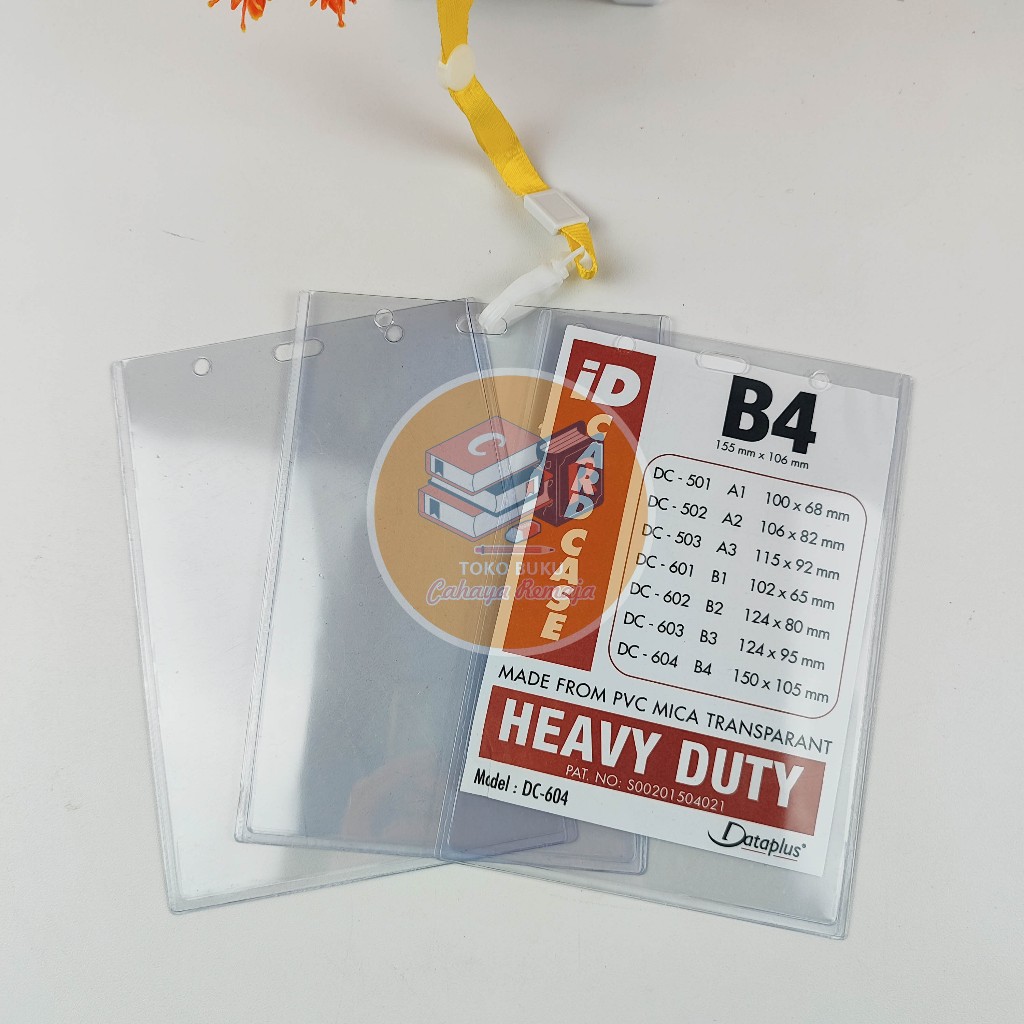 iD
CARD CASE
B4
155 mm x 106 mm
DC - 501 A1 100 x 68 mm
DC - 502 A2 106 x 82 mm
DC - 503 A3 115 x 92 mm
DC - 601 B1 102 x 65 mm
DC - 602 B2 124 x 80 mm
DC - 603 B3 124 x 95 mm
DC - 604 B4 150 x 105 mm
MADE FROM PVC MICA TRANSPARANT
HEAVY DUTY
PAT. NO: S00201504021
Model : DC-604
Dataplus®
TOKO BUKU
Cahaya Remaja